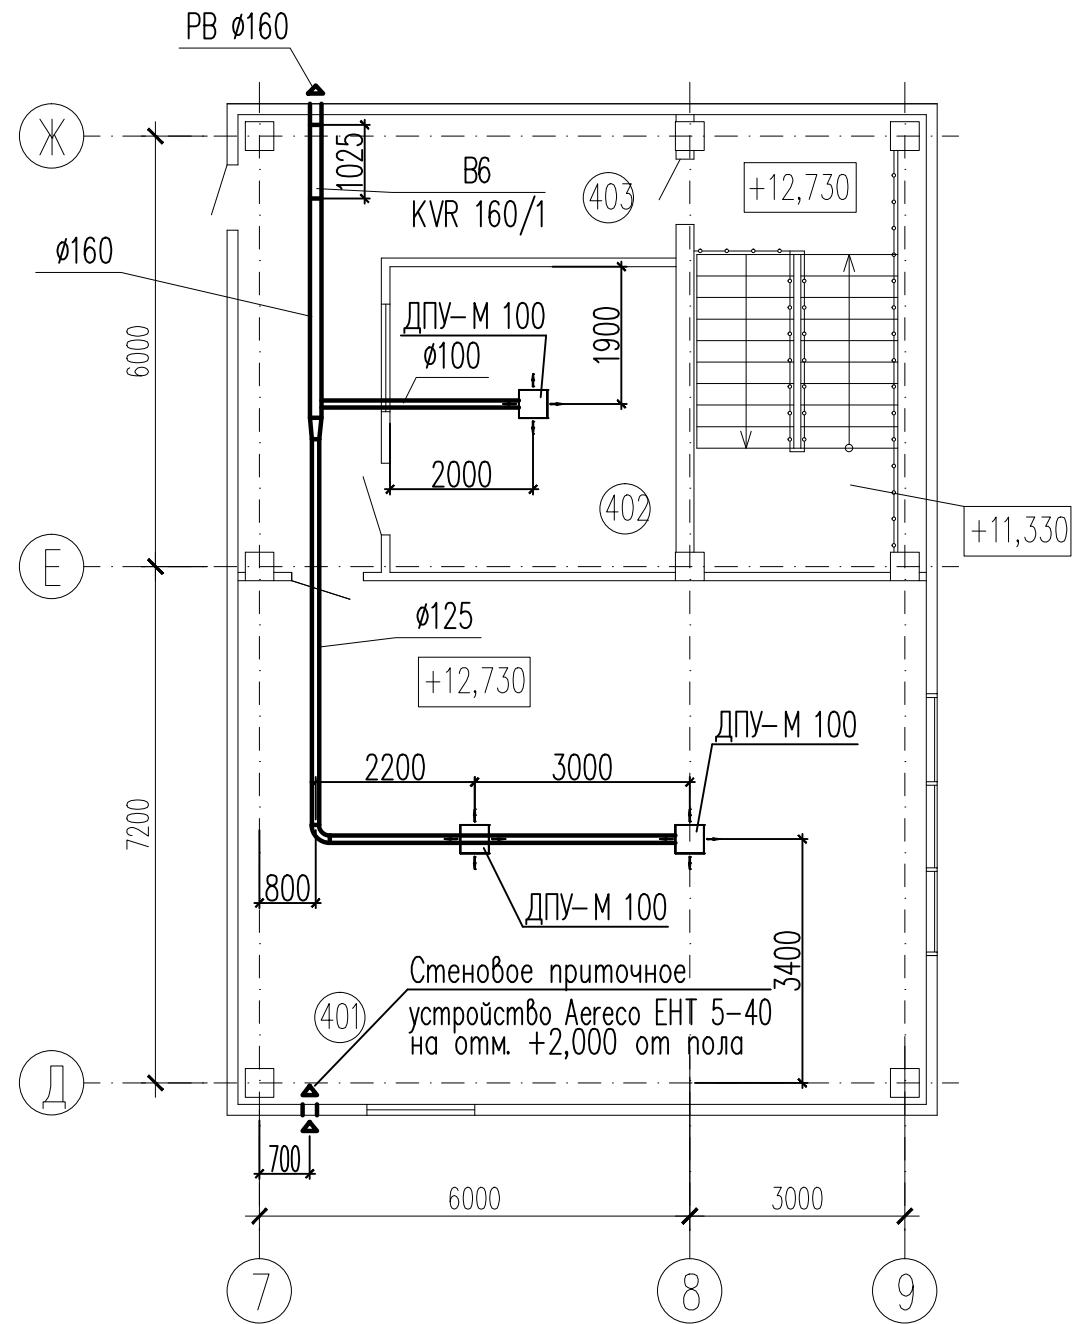 РВ ø160
Ж
1025
В6
KVR 160/1
403
+12,730
ø160
6000
ДПУ-М 100
ø100
1900
2000
402
+11,330
Е
ø125
+12,730
ДПУ-М 100
2200
3000
7200
800
ДПУ-М 100
3400
Стеновое приточное
устройство Aereco EHT 5-40
на отм. +2,000 от пола
401
Д
700
6000
3000
7
8
9